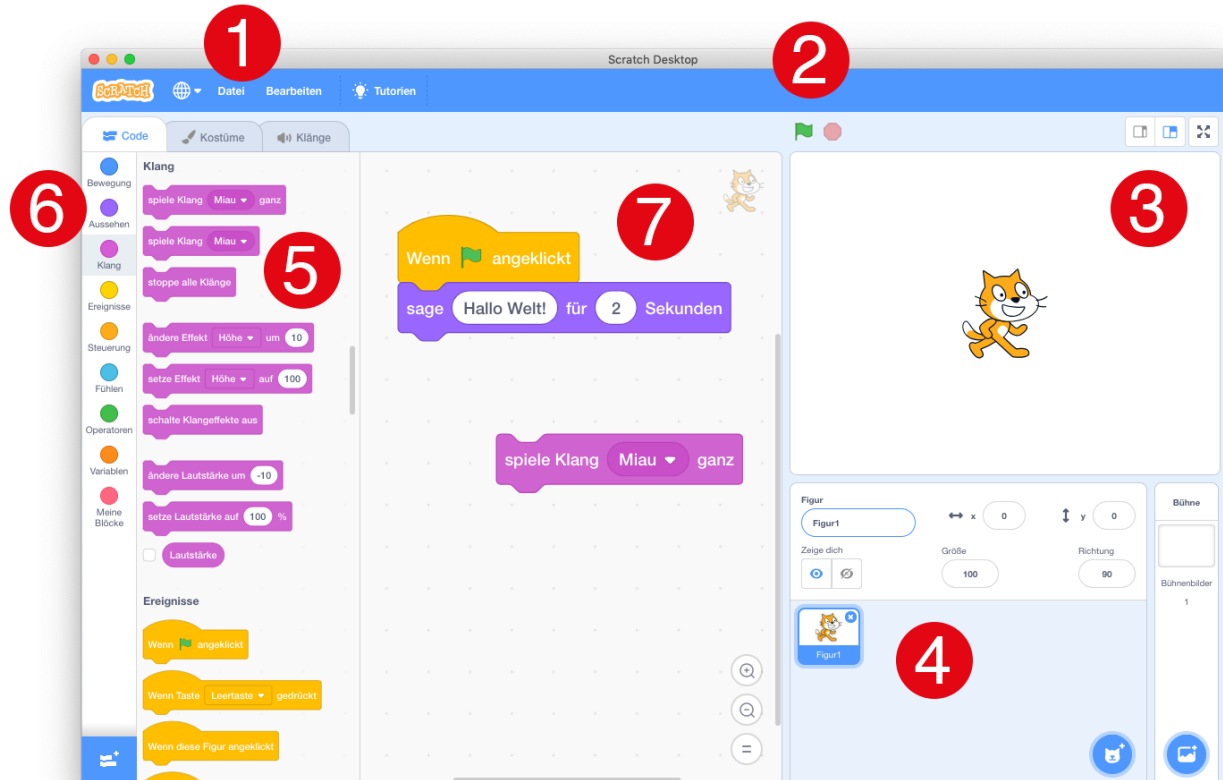 1
2
Scratch Desktop
SCRATCH
Datei
Bearbeiten
Tutorien
Code
Kostüme
Klänge
Bewegung
Aussehen
Klang
Ereignisse
Steuerung
Fühlen
Operatoren
Variablen
Meine
Blöcke
6
Klang
spiele Klang Miau ganz
spiele Klang Miau
stoppe alle Klänge
5
ändere Effekt Höhe um 10
setze Effekt Höhe auf 100
schalte Klangeffekte aus
ändere Lautstärke um -10
setze Lautstärke auf 100 %
Lautstärke
Ereignisse
Wenn angeklickt
Wenn Taste Leertaste gedrückt
Wenn diese Figur angeklickt
7
Wenn angeklickt
sage Hallo Welt! für 2 Sekunden
spiele Klang Miau ganz
=
3
Figur
Figur1
x 0
y 0
Zeige dich
Größe
100
Richtung
90
Figur1
4
Bühne
Bühnenbilder
1